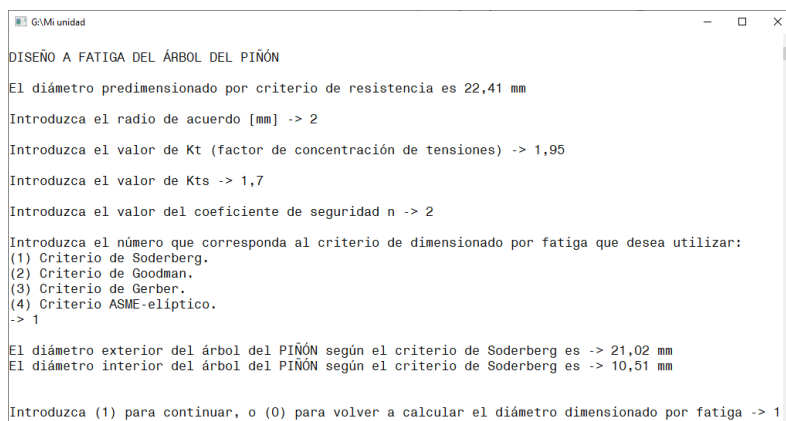 G:\Mi unidad
DISEÑO A FATIGA DEL ÁRBOL DEL PIÑÓN
El diámetro predimensionado por criterio de resistencia es 22,41 mm
Introduzca el radio de acuerdo [mm] -> 2
Introduzca el valor de Kt (factor de concentración de tensiones) -> 1,95
Introduzca el valor de Kts -> 1,7
Introduzca el valor del coeficiente de seguridad n -> 2
Introduzca el número que corresponda al criterio de dimensionado por fatiga que desea utilizar:
(1) Criterio de Soderberg.
(2) Criterio de Goodman.
(3) Criterio de Gerber.
(4) Criterio ASME-elíptico.
-> 1
El diámetro exterior del árbol del PIÑÓN según el criterio de Soderberg es -> 21,02 mm
El diámetro interior del árbol del PIÑÓN según el criterio de Soderberg es -> 10,51 mm
Introduzca (1) para continuar, o (0) para volver a calcular el diámetro dimensionado por fatiga -> 1